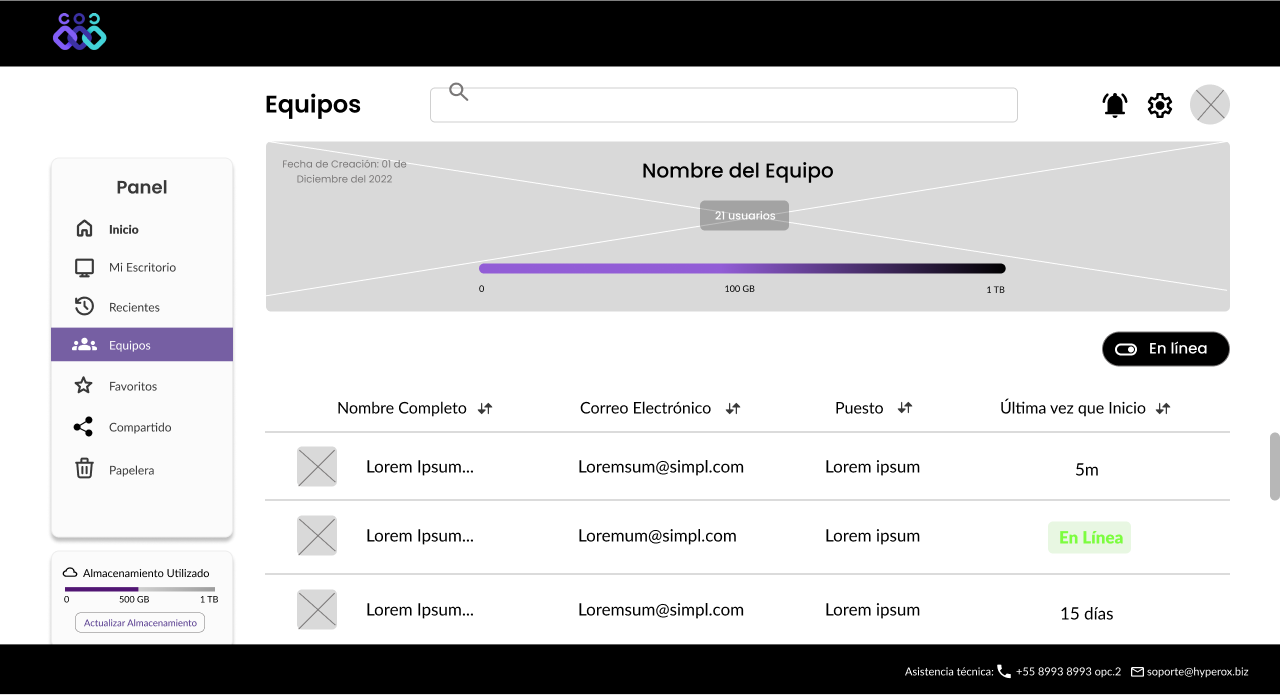 Equipos
Panel
Inicio
Mi Escritorio
Recientes
Equipos
Favoritos
Compartido
Papelera
Almacenamiento Utilizado
0 500 GB 1 TB
Actualizar Almacenamiento
Fecha de Creación: 01 de
Diciembre del 2022
Nombre del Equipo
21 usuarios
0 100 GB 1 TB
En línea
Nombre Completo Correo Electrónico Puesto Última vez que Inicio
Lorem Ipsum... Loremsum@simpl.com Lorem ipsum 5m
Lorem Ipsum... Loremum@simpl.com Lorem ipsum En Línea
Lorem Ipsum... Loremsum@simpl.com Lorem ipsum 15 días
Asistencia técnica: +55 8993 8993 opc.2 soporte@hyperox.biz